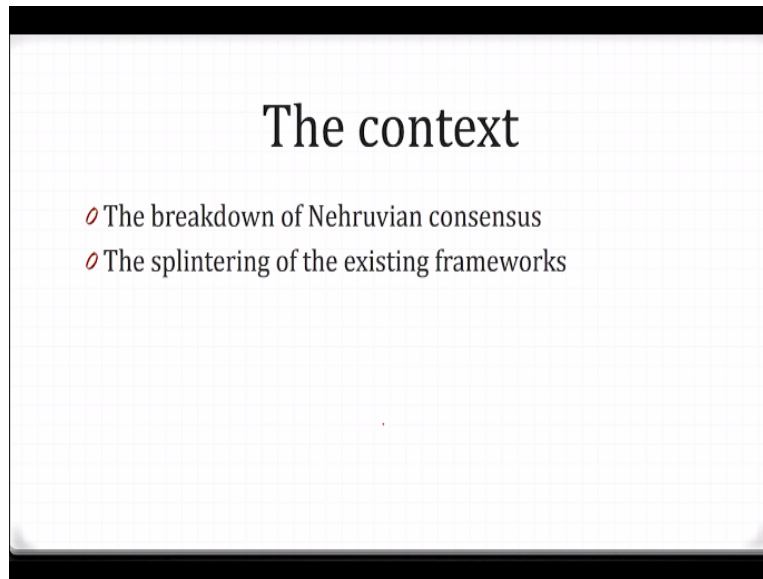 The context
The breakdown of Nehruvian consensus
The splintering of the existing frameworks